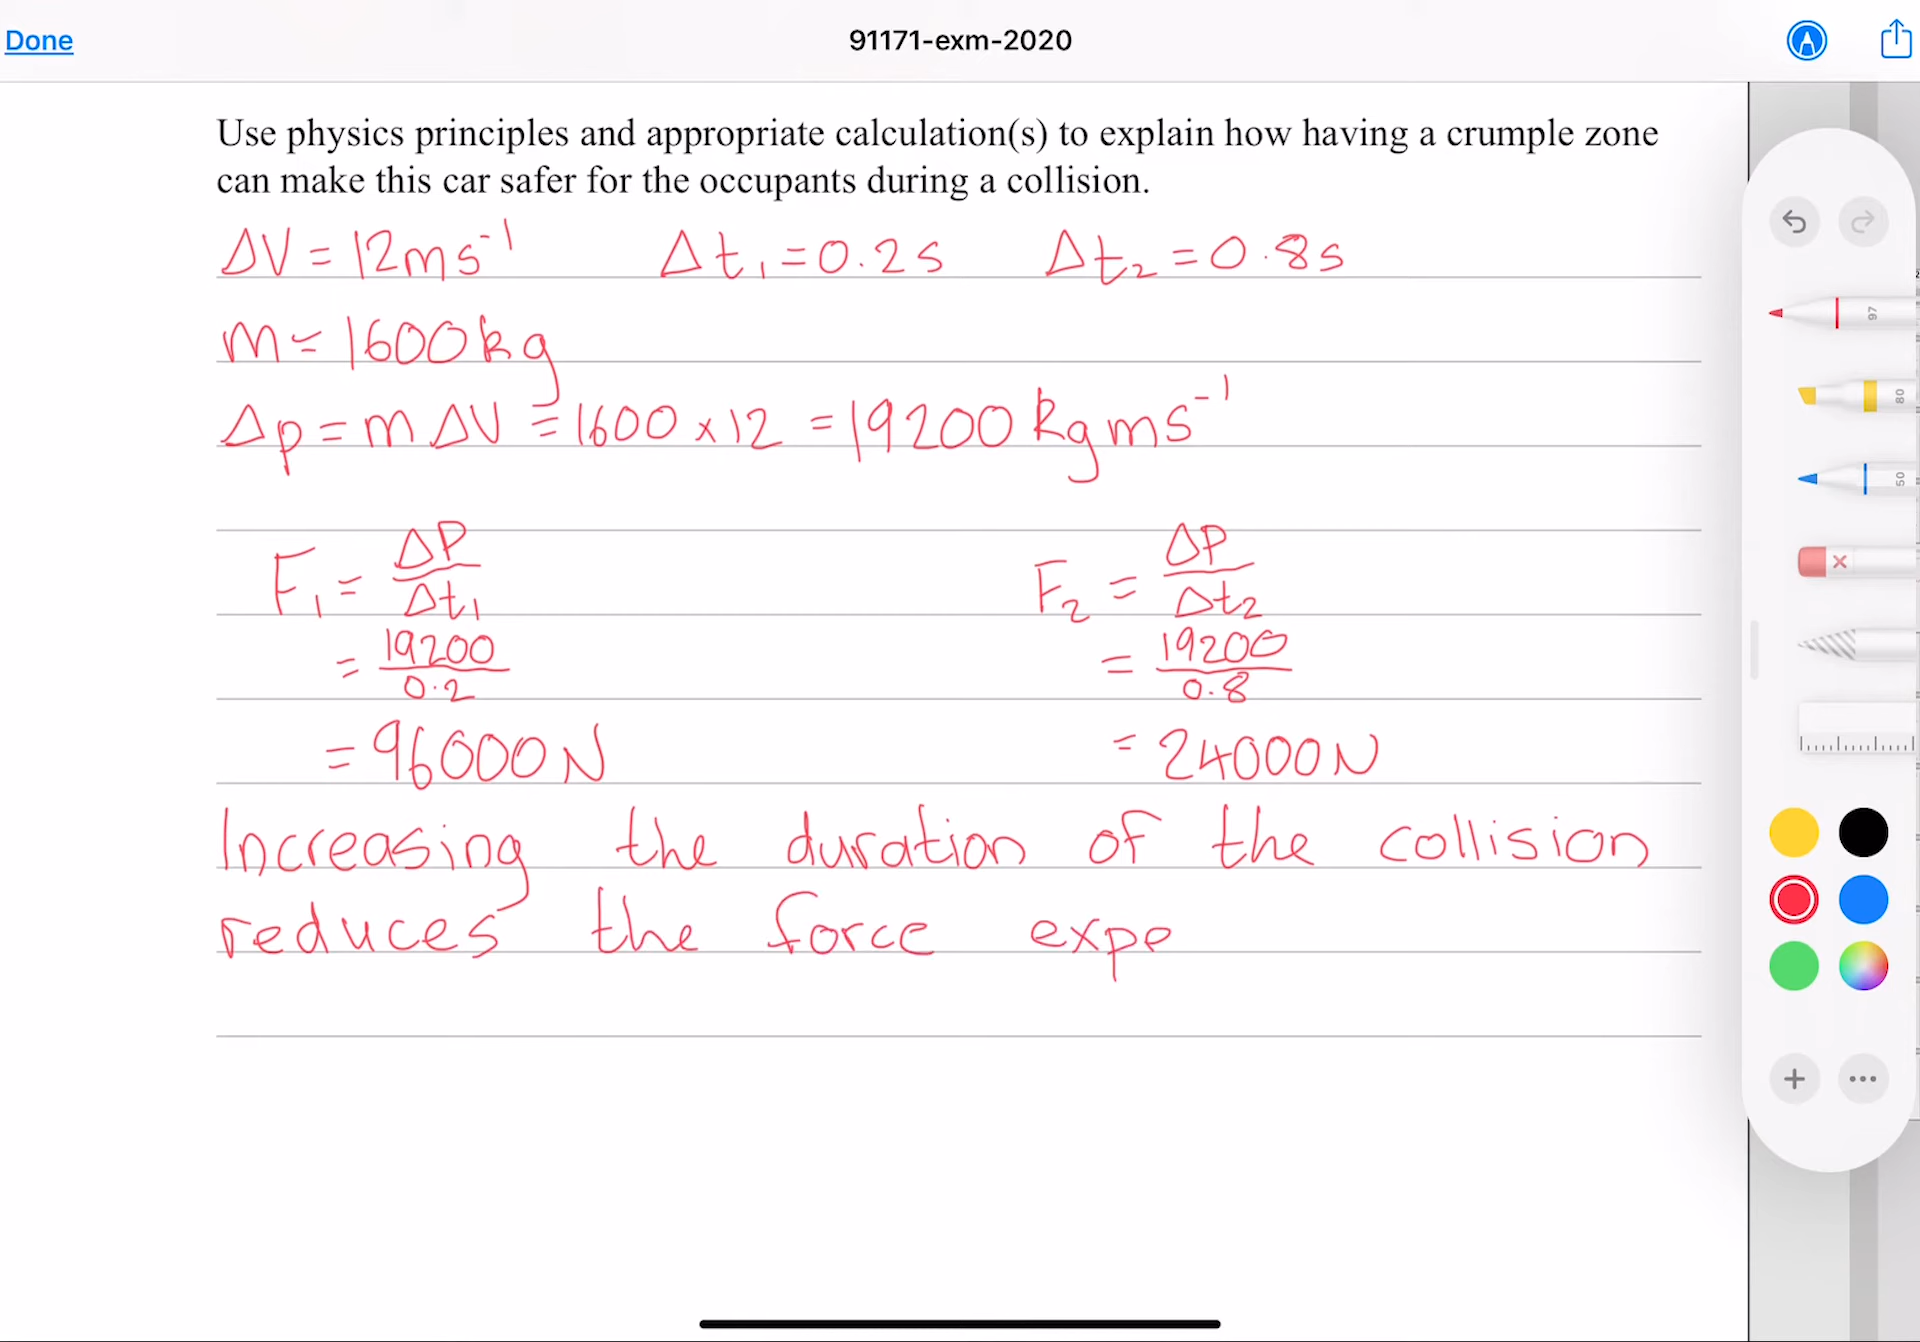 Done
91171-exm-2020
Use physics principles and appropriate calculation(s) to explain how having a crumple zone
can make this car safer for the occupants during a collision.
ΔV = 12ms⁻¹ Δt₁ = 0.2s Δt₂ = 0.8s
m = 1600kg
Δp = mΔV = 1600 × 12 = 19200 kgms⁻¹
F₁ = ΔP/Δt₁
F₂ = ΔP/Δt₂
= 19200/0.2
= 19200/0.8
= 96000N
= 24000N
Increasing the duration of the collision
reduces the force expe
97
80
50